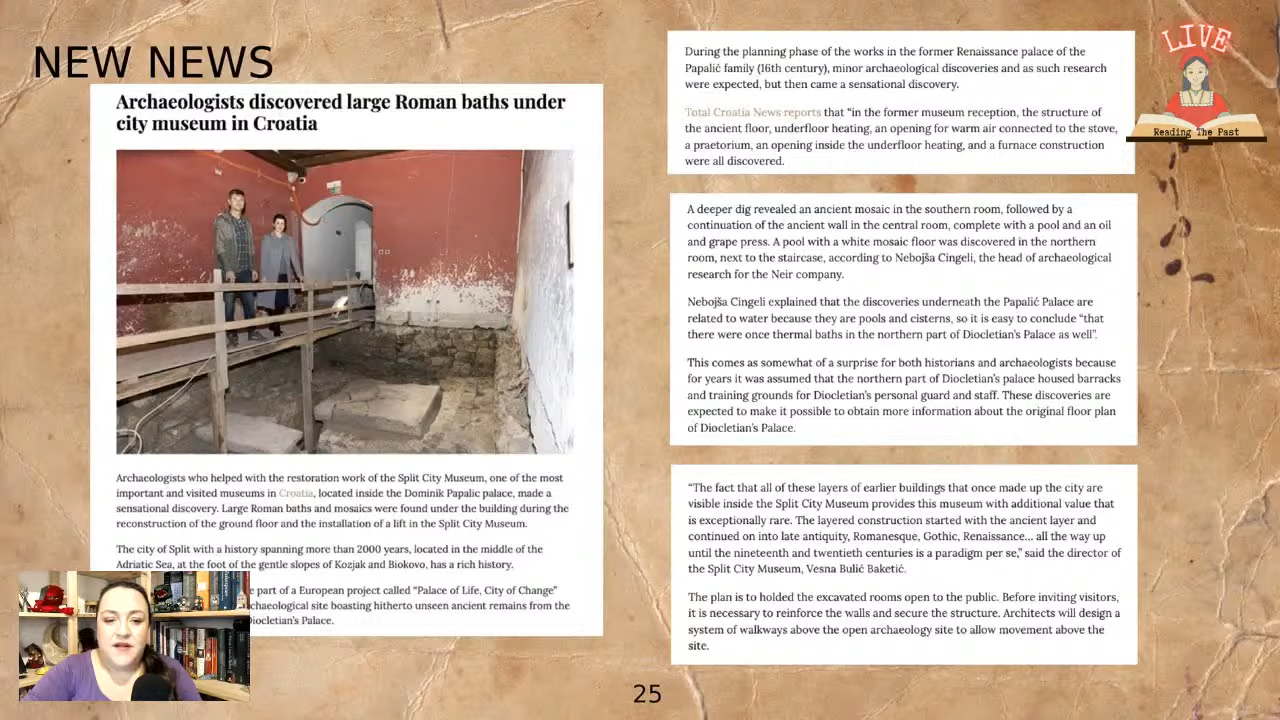 NEW NEWS
Archaeologists discovered large Roman baths under
city museum in Croatia
Archaeologists who helped with the restoration work of the Split City Museum, one of the most
important and visited museums in Croatia, located inside the Dominik Papalic palace, made a
sensational discovery. Large Roman baths and mosaics were found under the building during the
reconstruction of the ground floor and the installation of a lift in the Split City Museum.
The city of Split with a history spanning more than 2000 years, located in the middle of the
Adriatic Sea, at the foot of the gentle slopes of Kozjak and Biokovo, has a rich history.
part of a European project called “Palace of Life, City of Change”
site boasting hitherto unseen ancient remains from the
Diocletian’s Palace.
During the planning phase of the works in the former Renaissance palace of the
Papalić family (16th century), minor archaeological discoveries and as such research
were expected, but then came a sensational discovery.
Total Croatia News reports that “in the former museum reception, the structure of
the ancient floor, underfloor heating, an opening for warm air connected to the stove,
a praetorium, an opening inside the underfloor heating, and a furnace construction
were all discovered.
A deeper dig revealed an ancient mosaic in the southern room, followed by a
continuation of the ancient wall in the central room, complete with a pool and an oil
and grape press. A pool with a white mosaic floor was discovered in the northern
room, next to the staircase, according to Nebojša Cingeli, the head of archaeological
research for the Neir company.
Nebojša Cingeli explained that the discoveries underneath the Papalić Palace are
related to water because they are pools and cisterns, so it is easy to conclude “that
there were once thermal baths in the northern part of Diocletian’s Palace as well”.
This comes as somewhat of a surprise for both historians and archaeologists because
for years it was assumed that the northern part of Diocletian’s palace housed barracks
and training grounds for Diocletian’s personal guard and staff. These discoveries are
expected to make it possible to obtain more information about the original floor plan
of Diocletian’s Palace.
“The fact that all of these layers of earlier buildings that once made up the city are
visible inside the Split City Museum provides this museum with additional value that
is exceptionally rare. The layered construction started with the ancient layer and
continued on into late antiquity, Romanesque, Gothic, Renaissance... all the way up
until the nineteenth and twentieth centuries is a paradigm per se,” said the director of
the Split City Museum, Vesna Bulić Baketić.
The plan is to holded the excavated rooms open to the public. Before inviting visitors,
it is necessary to reinforce the walls and secure the structure. Architects will design a
system of walkways above the open archaeology site to allow movement above the
site.
LIVE
Reading The Past
25